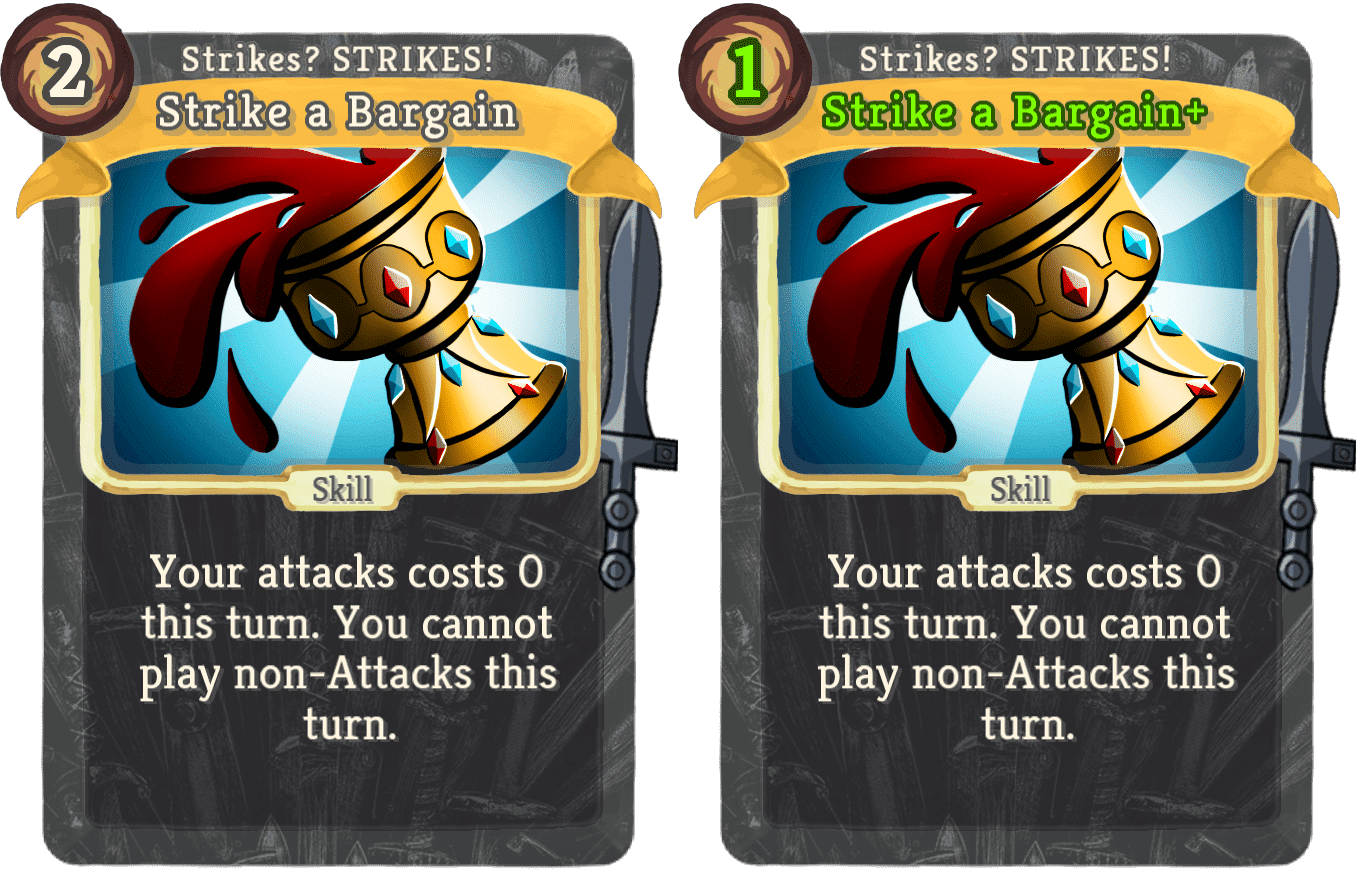 2
Strikes? STRIKES!
Strike a Bargain
Skill
Your attacks costs 0
this turn. You cannot
play non-Attacks this
turn.
1
Strikes? STRIKES!
Strike a Bargain+
Skill
Your attacks costs 0
this turn. You cannot
play non-Attacks this
turn.